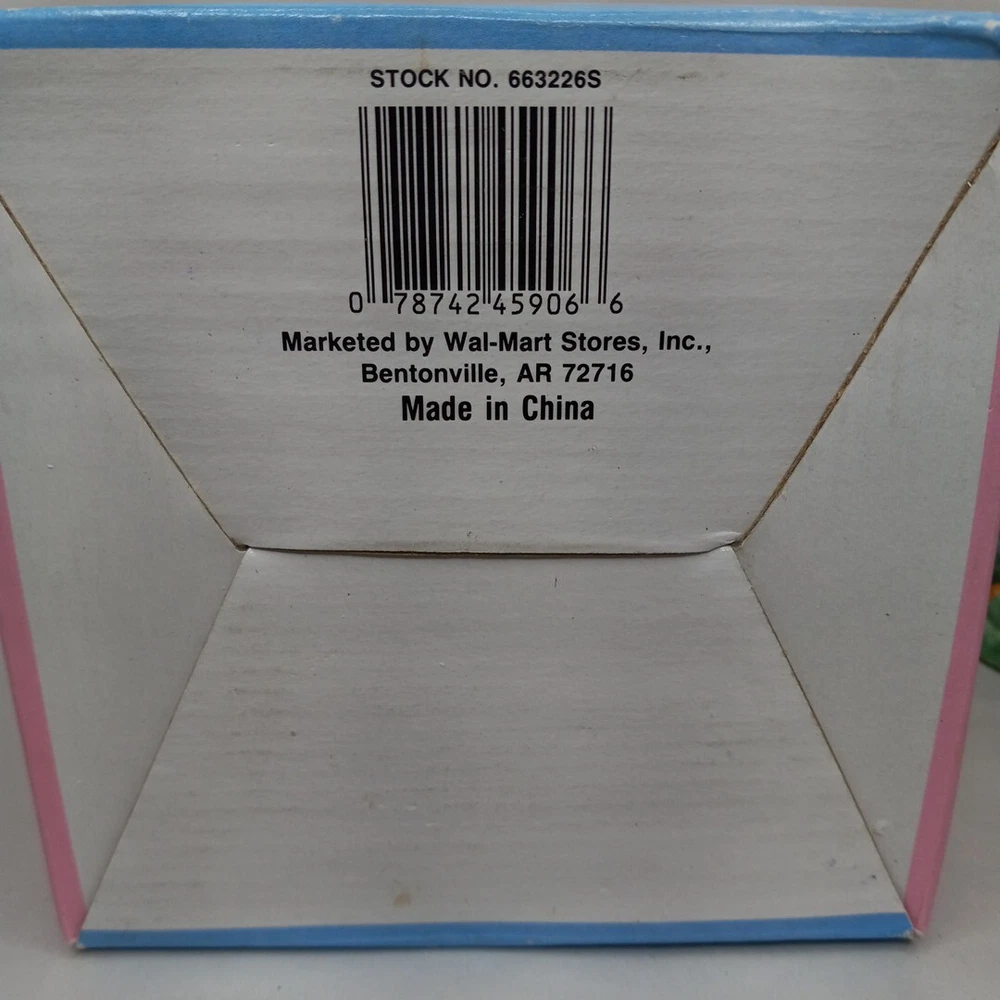 STOCK NO. 663226S
0 78742 45906 6
Marketed by Wal-Mart Stores, Inc.,
Bentonville, AR 72716
Made in China